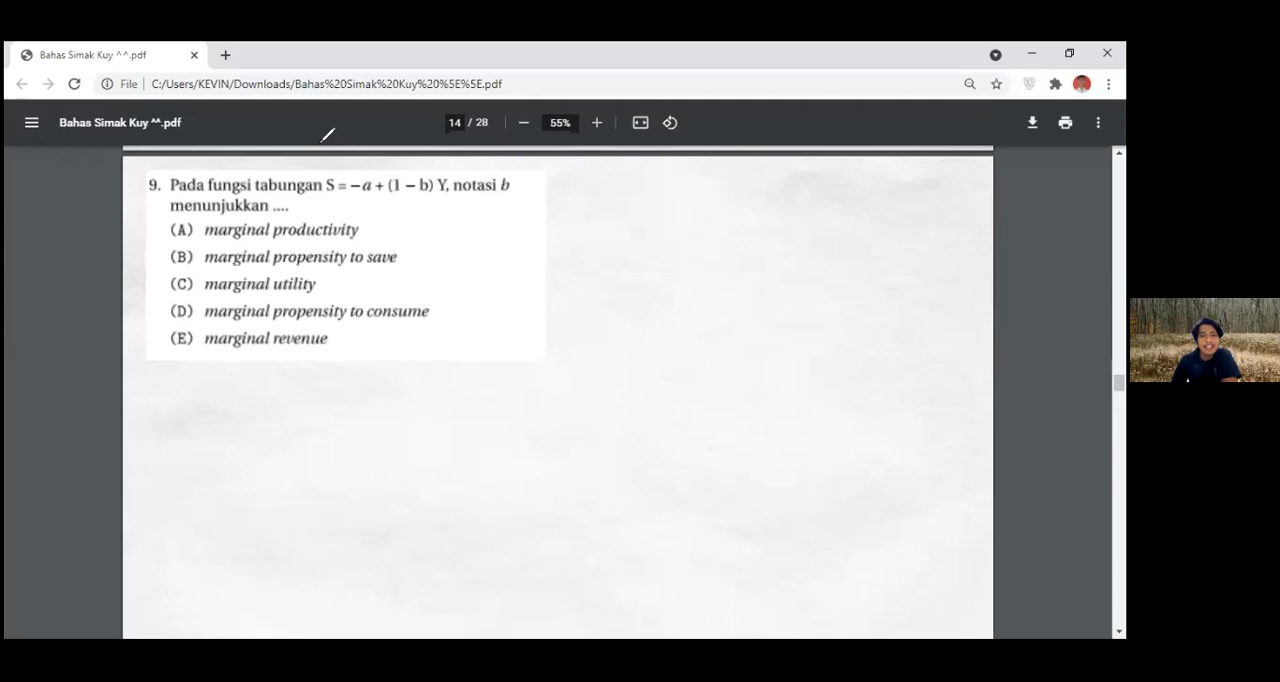 Bahas Simak Kuy ^^.pdf
File
C:/Users/KEVIN/Downloads/Bahas%20Simak%20Kuy%20%5E%5E.pdf
Bahas Simak Kuy ^^.pdf
14 / 28
55%
9. Pada fungsi tabungan S = −a + (1 − b) Y, notasi b
menunjukkan ....
(A) marginal productivity
(B) marginal propensity to save
(C) marginal utility
(D) marginal propensity to consume
(E) marginal revenue